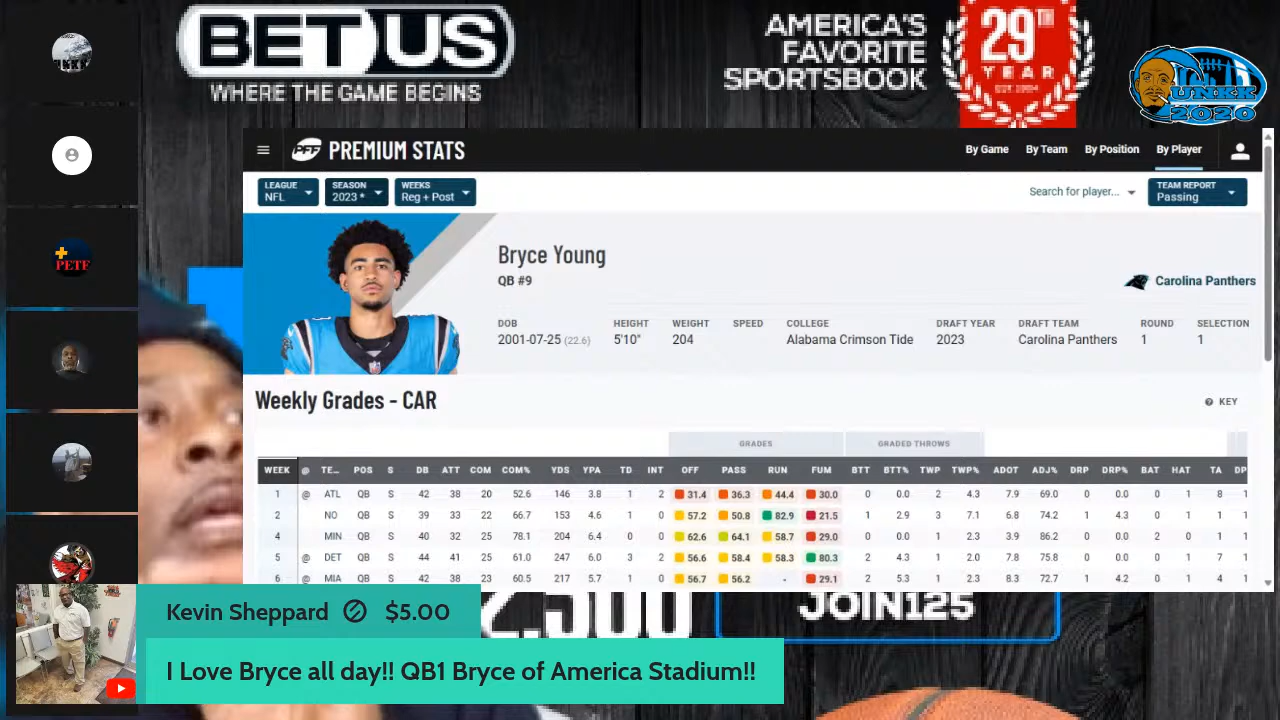 BETUS
WHERE THE GAME BEGINS
AMERICA'S
FAVORITE
SPORTSBOOK
29TH
YEAR
QUNKK
2020
PFF PREMIUM STATS
By Game By Team By Position By Player
LEAGUE
NFL
SEASON
2023 *
WEEKS
Reg + Post
Search for player...
TEAM REPORT
Passing
Bryce Young
QB #9
Carolina Panthers
DOB HEIGHT WEIGHT SPEED COLLEGE DRAFT YEAR DRAFT TEAM ROUND SELECTION
2001-07-25 (22.6) 5'10" 204 Alabama Crimson Tide 2023 Carolina Panthers 1 1
Weekly Grades - CAR
KEY
GRADES GRADED THROWS
WEEK @ TE... POS S DB ATT COM COM% YDS YPA TD INT OFF PASS RUN FUM BTT BTT% TWP TWP% ADOT ADJ% DRP DRP% BAT HAT TA DP
1 @ ATL QB S 42 38 20 52.6 146 3.8 1 2 31.4 36.3 44.4 30.0 0 0.0 2 4.3 7.9 69.0 0 0.0 0 1 8 1
2 NO QB S 39 33 22 66.7 153 4.6 1 0 57.2 50.8 82.9 21.5 1 2.9 3 7.1 6.8 74.2 1 4.3 0 1 0 1
4 MIN QB S 40 32 25 78.1 204 6.4 0 0 62.6 64.1 58.7 29.0 0 0.0 1 2.3 3.9 86.2 0 0.0 2 0 1 1
5 @ DET QB S 44 41 25 61.0 247 6.0 3 2 56.6 58.4 58.3 80.3 2 4.3 1 2.0 7.8 75.8 0 0.0 0 1 7 1
6 @ MIA QB S 42 38 23 60.5 217 5.7 1 0 56.7 56.2 - 29.1 2 5.3 1 2.3 8.3 72.7 1 4.2 0 1 4 1
PETF
2,500
JOIN125
Kevin Sheppard $5.00
I Love Bryce all day!! QB1 Bryce of America Stadium!!